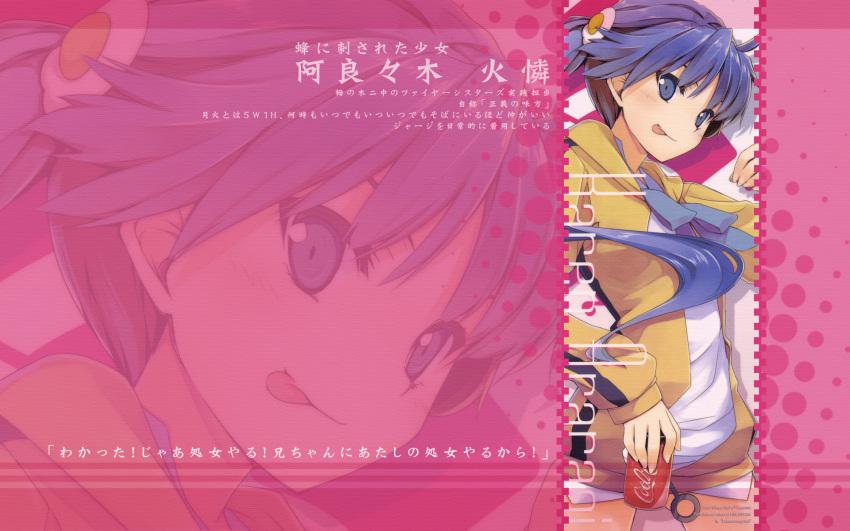 蜂に刺された少女
阿良々木 火憐
栂の木二中のファイヤーシスターズ実戦担当
自称「正義の味方」
月火とは5W1H、何時もいつでもいついつでもそばにいるほど仲がいい
ジャージを日常的に着用している
Karen Araragi
「わかった!じゃあ処女やる!兄ちゃんにあたしの処女やるから!」